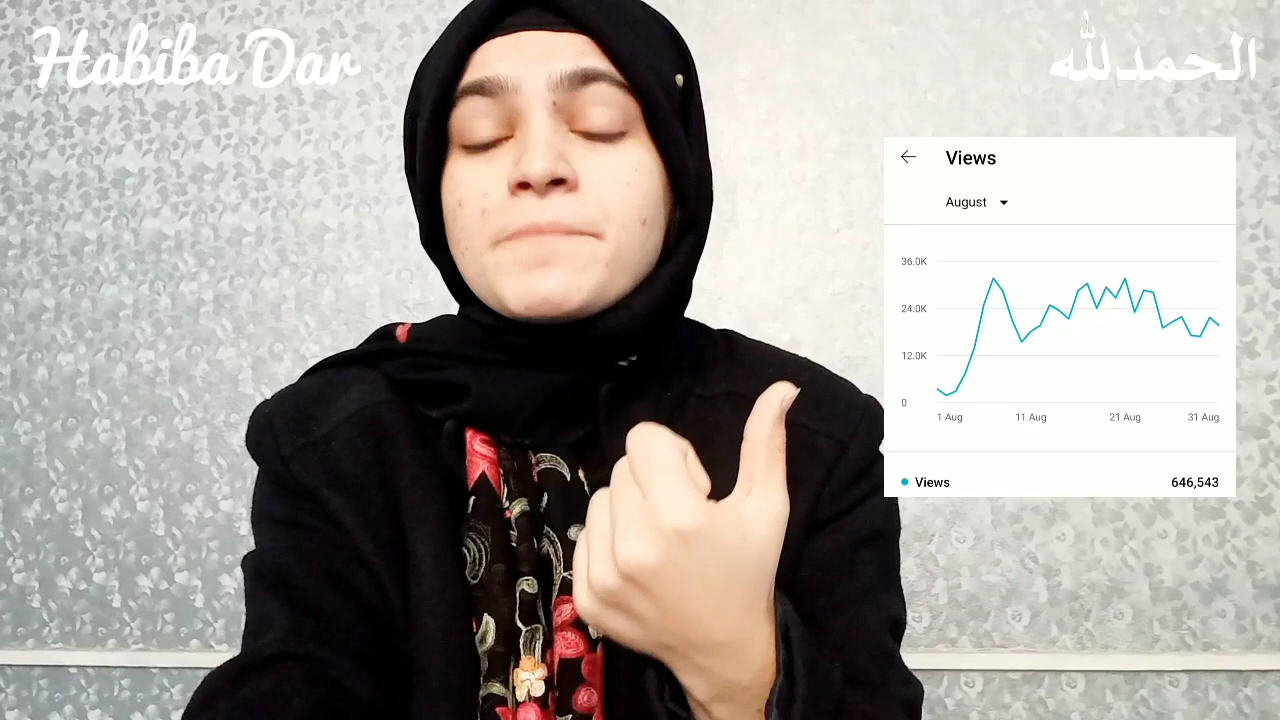 Habiba Dar
الحمدلله
Views
August
36.0K
24.0K
12.0K
0
1 Aug 11 Aug 21 Aug 31 Aug
Views 646,543